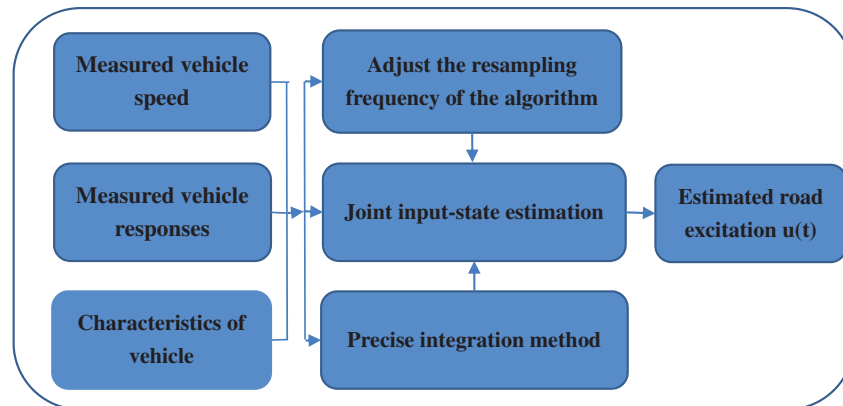 Measured vehicle
speed
Adjust the resampling
frequency of the algorithm
Measured vehicle
responses
Joint input-state estimation
Estimated road
excitation u(t)
Characteristics of
vehicle
Precise integration method